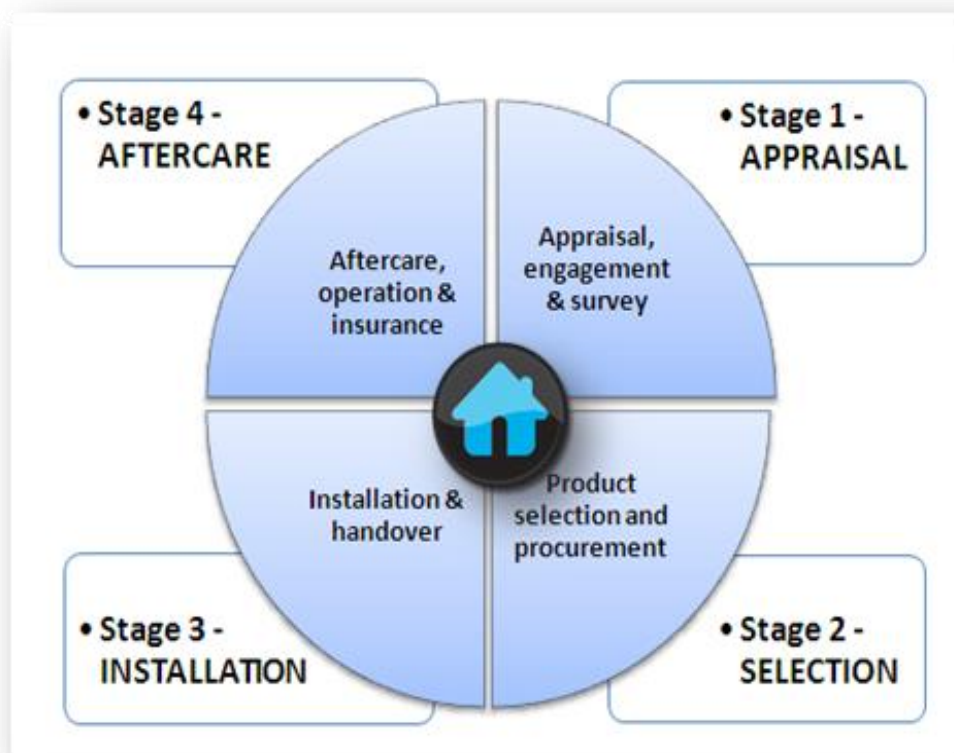 • Stage 4 -
AFTERCARE
• Stage 1 -
APPRAISAL
Aftercare,
operation &
insurance
Appraisal,
engagement
& survey
Installation &
handover
Product
selection and
procurement
• Stage 3 -
INSTALLATION
• Stage 2 -
SELECTION